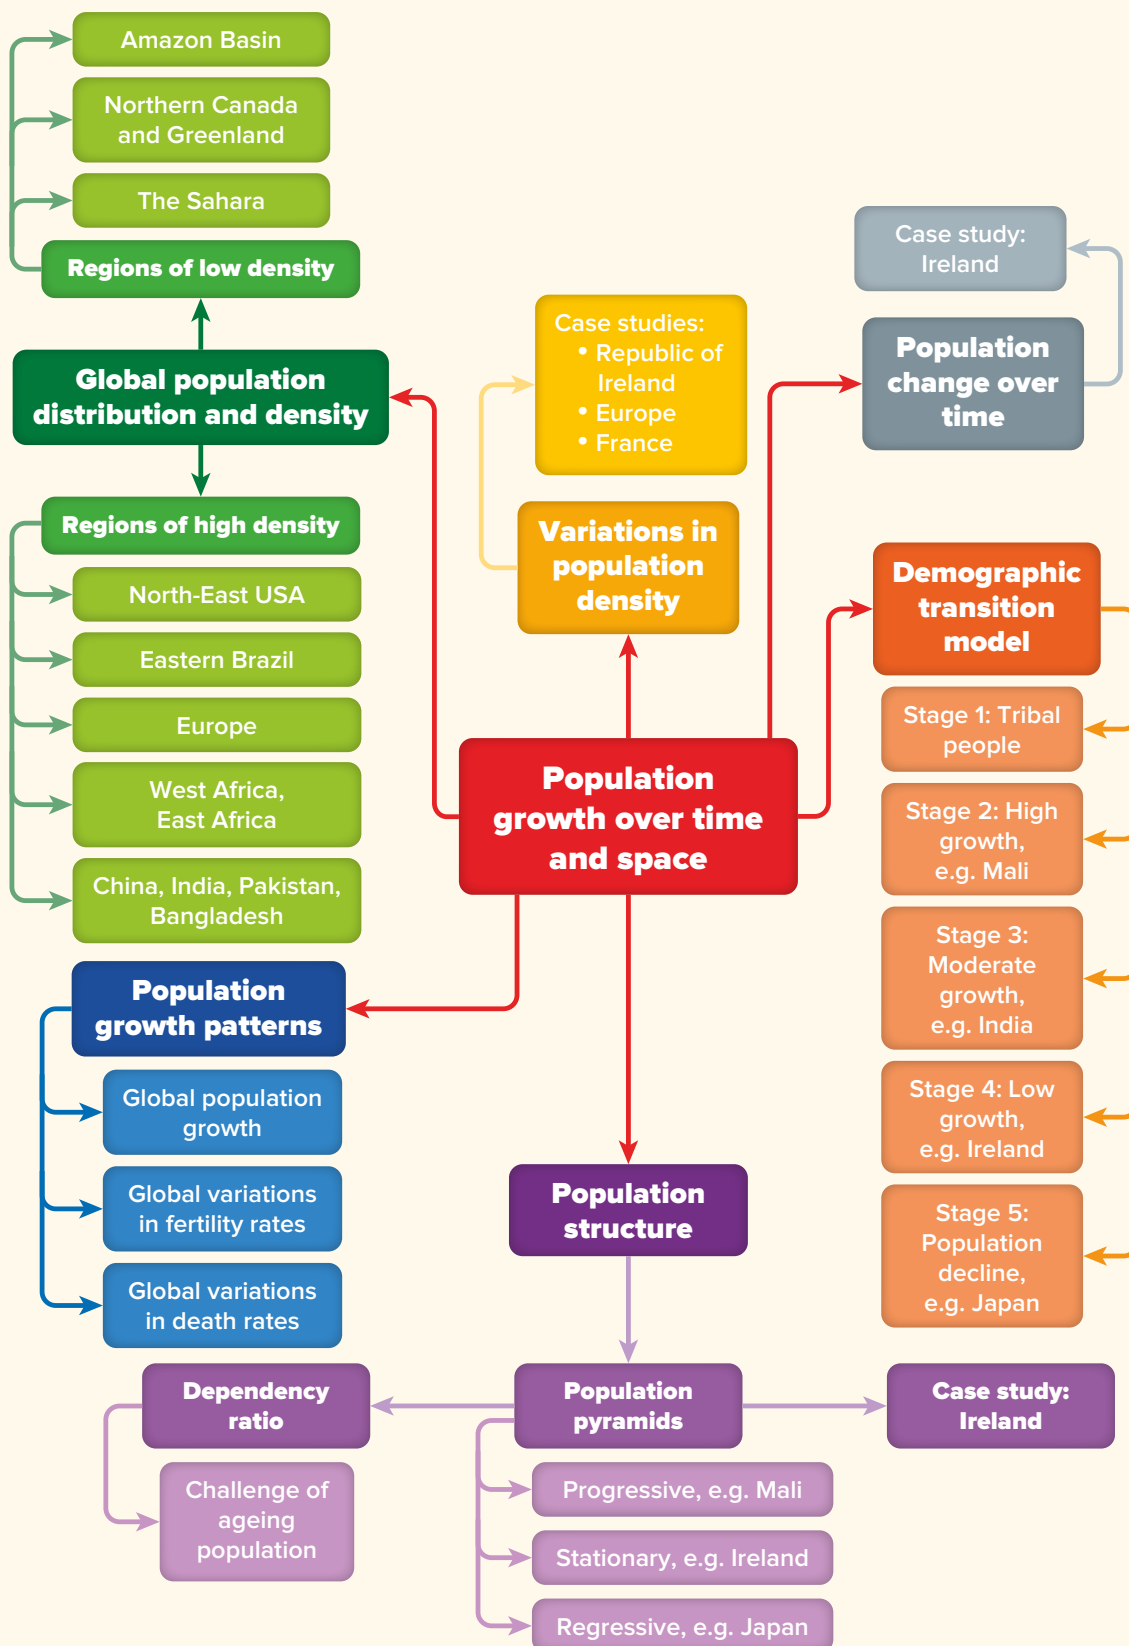 Amazon Basin
Northern Canada
and Greenland
The Sahara
Regions of low density
Global population
distribution and density
Regions of high density
North-East USA
Eastern Brazil
Europe
West Africa,
East Africa
China, India, Pakistan,
Bangladesh
Case studies:
• Republic of
Ireland
• Europe
• France
Variations in
population
density
Case study:
Ireland
Population
change over
time
Demographic
transition
model
Stage 1: Tribal
people
Stage 2: High
growth,
e.g. Mali
Stage 3:
Moderate
growth,
e.g. India
Stage 4: Low
growth,
e.g. Ireland
Stage 5:
Population
decline,
e.g. Japan
Population
growth over time
and space
Population
growth patterns
Global population
growth
Global variations
in fertility rates
Global variations
in death rates
Population
structure
Dependency
ratio
Challenge of
ageing
population
Population
pyramids
Progressive, e.g. Mali
Stationary, e.g. Ireland
Regressive, e.g. Japan
Case study:
Ireland